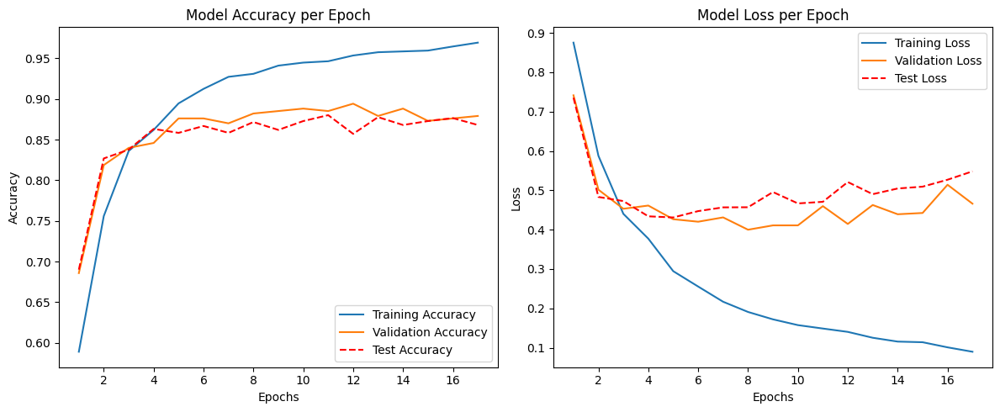 Model Accuracy per Epoch
Accuracy
0.95
0.90
0.85
0.80
0.75
0.70
0.65
0.60
2 4 6 8 10 12 14 16
Epochs
Training Accuracy
Validation Accuracy
Test Accuracy
Model Loss per Epoch
Loss
0.9
0.8
0.7
0.6
0.5
0.4
0.3
0.2
0.1
2 4 6 8 10 12 14 16
Epochs
Training Loss
Validation Loss
Test Loss